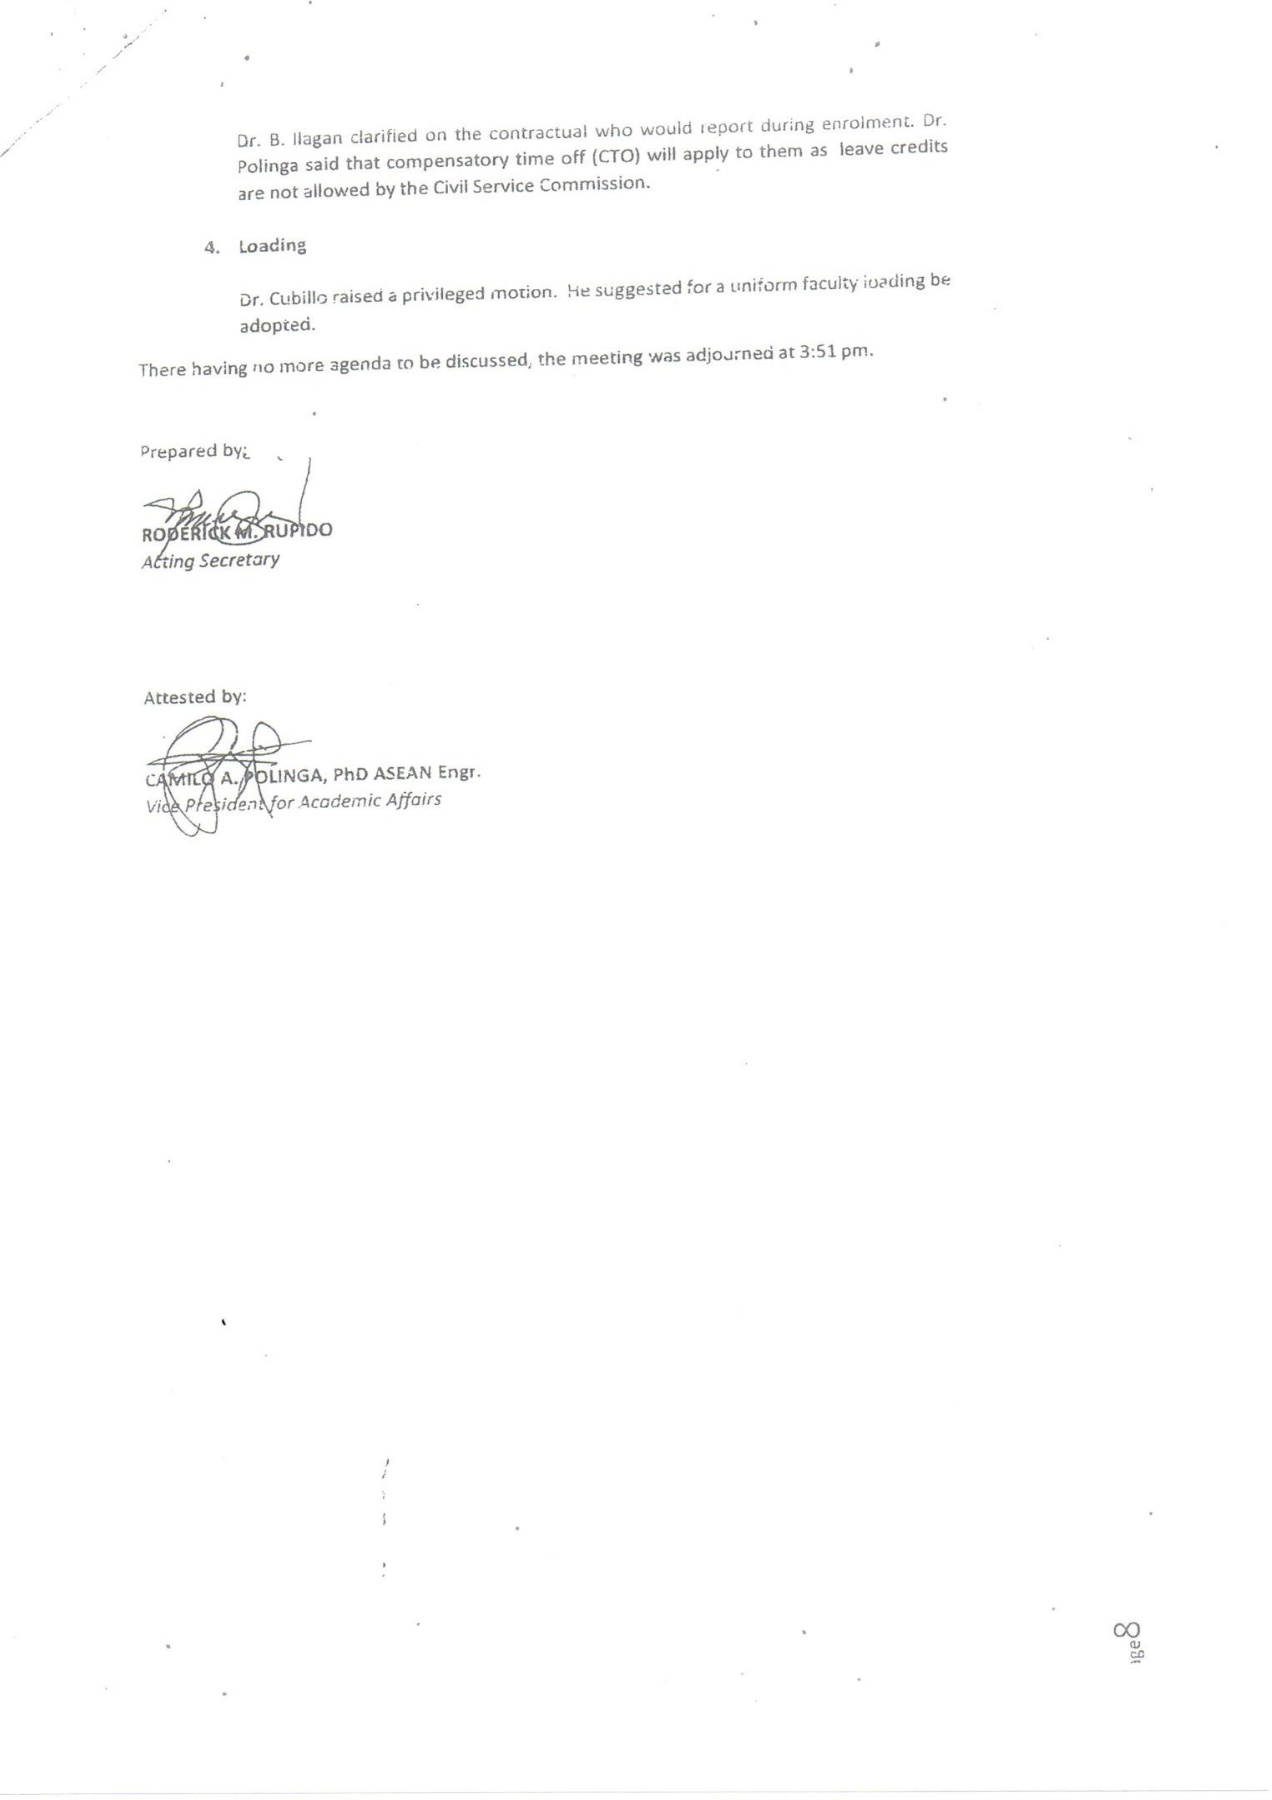 Dr. B. Ilagan clarified on the contractual who would report during enrolment. Dr.
Polinga said that compensatory time off (CTO) will apply to them as leave credits
are not allowed by the Civil Service Commission.
4. Loading
Dr. Cubillo raised a privileged motion. He suggested for a uniform faculty loading be
adopted.
There having no more agenda to be discussed, the meeting was adjourned at 3:51 pm.
Prepared by:
RODERICK M. RUPIDO
Acting Secretary
Attested by:
CAMILO A. POLINGA, PhD ASEAN Engr.
Vice President for Academic Affairs
age8